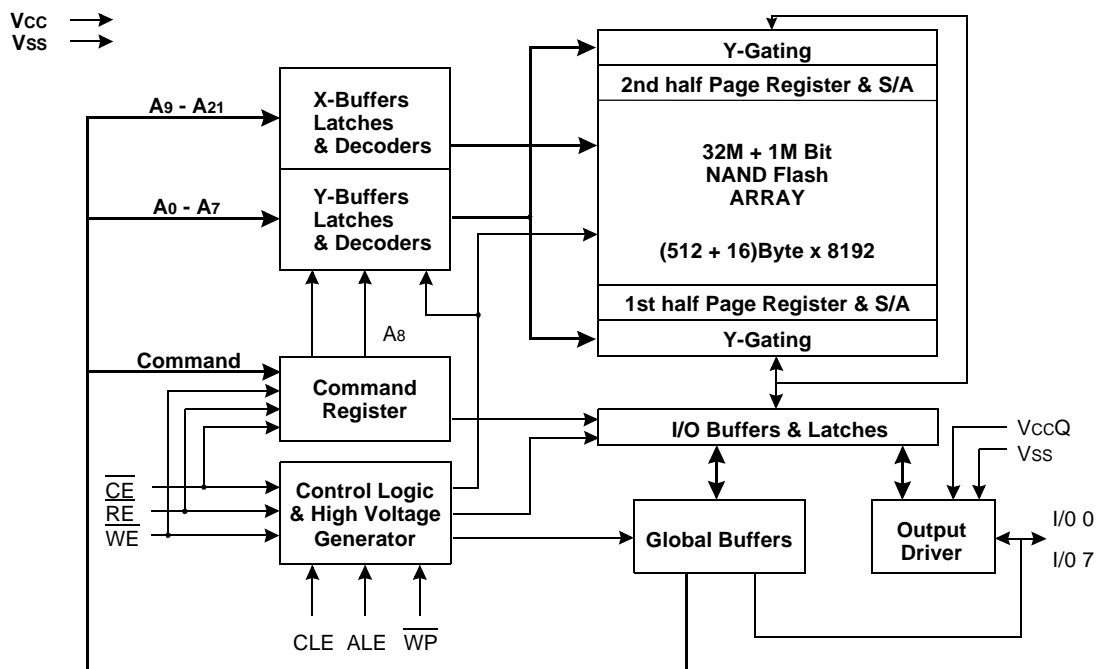 VCC
VSS
A9 - A21
A0 - A7
X-Buffers
Latches
& Decoders
Y-Buffers
Latches
& Decoders
Y-Gating
2nd half Page Register & S/A
32M + 1M Bit
NAND Flash
ARRAY
(512 + 16)Byte x 8192
1st half Page Register & S/A
Y-Gating
A8
Command
Command
Register
I/O Buffers & Latches
VCCQ
VSS
CE
RE
WE
Control Logic
& High Voltage
Generator
Global Buffers
Output
Driver
I/0 0
I/0 7
CLE
ALE
WP